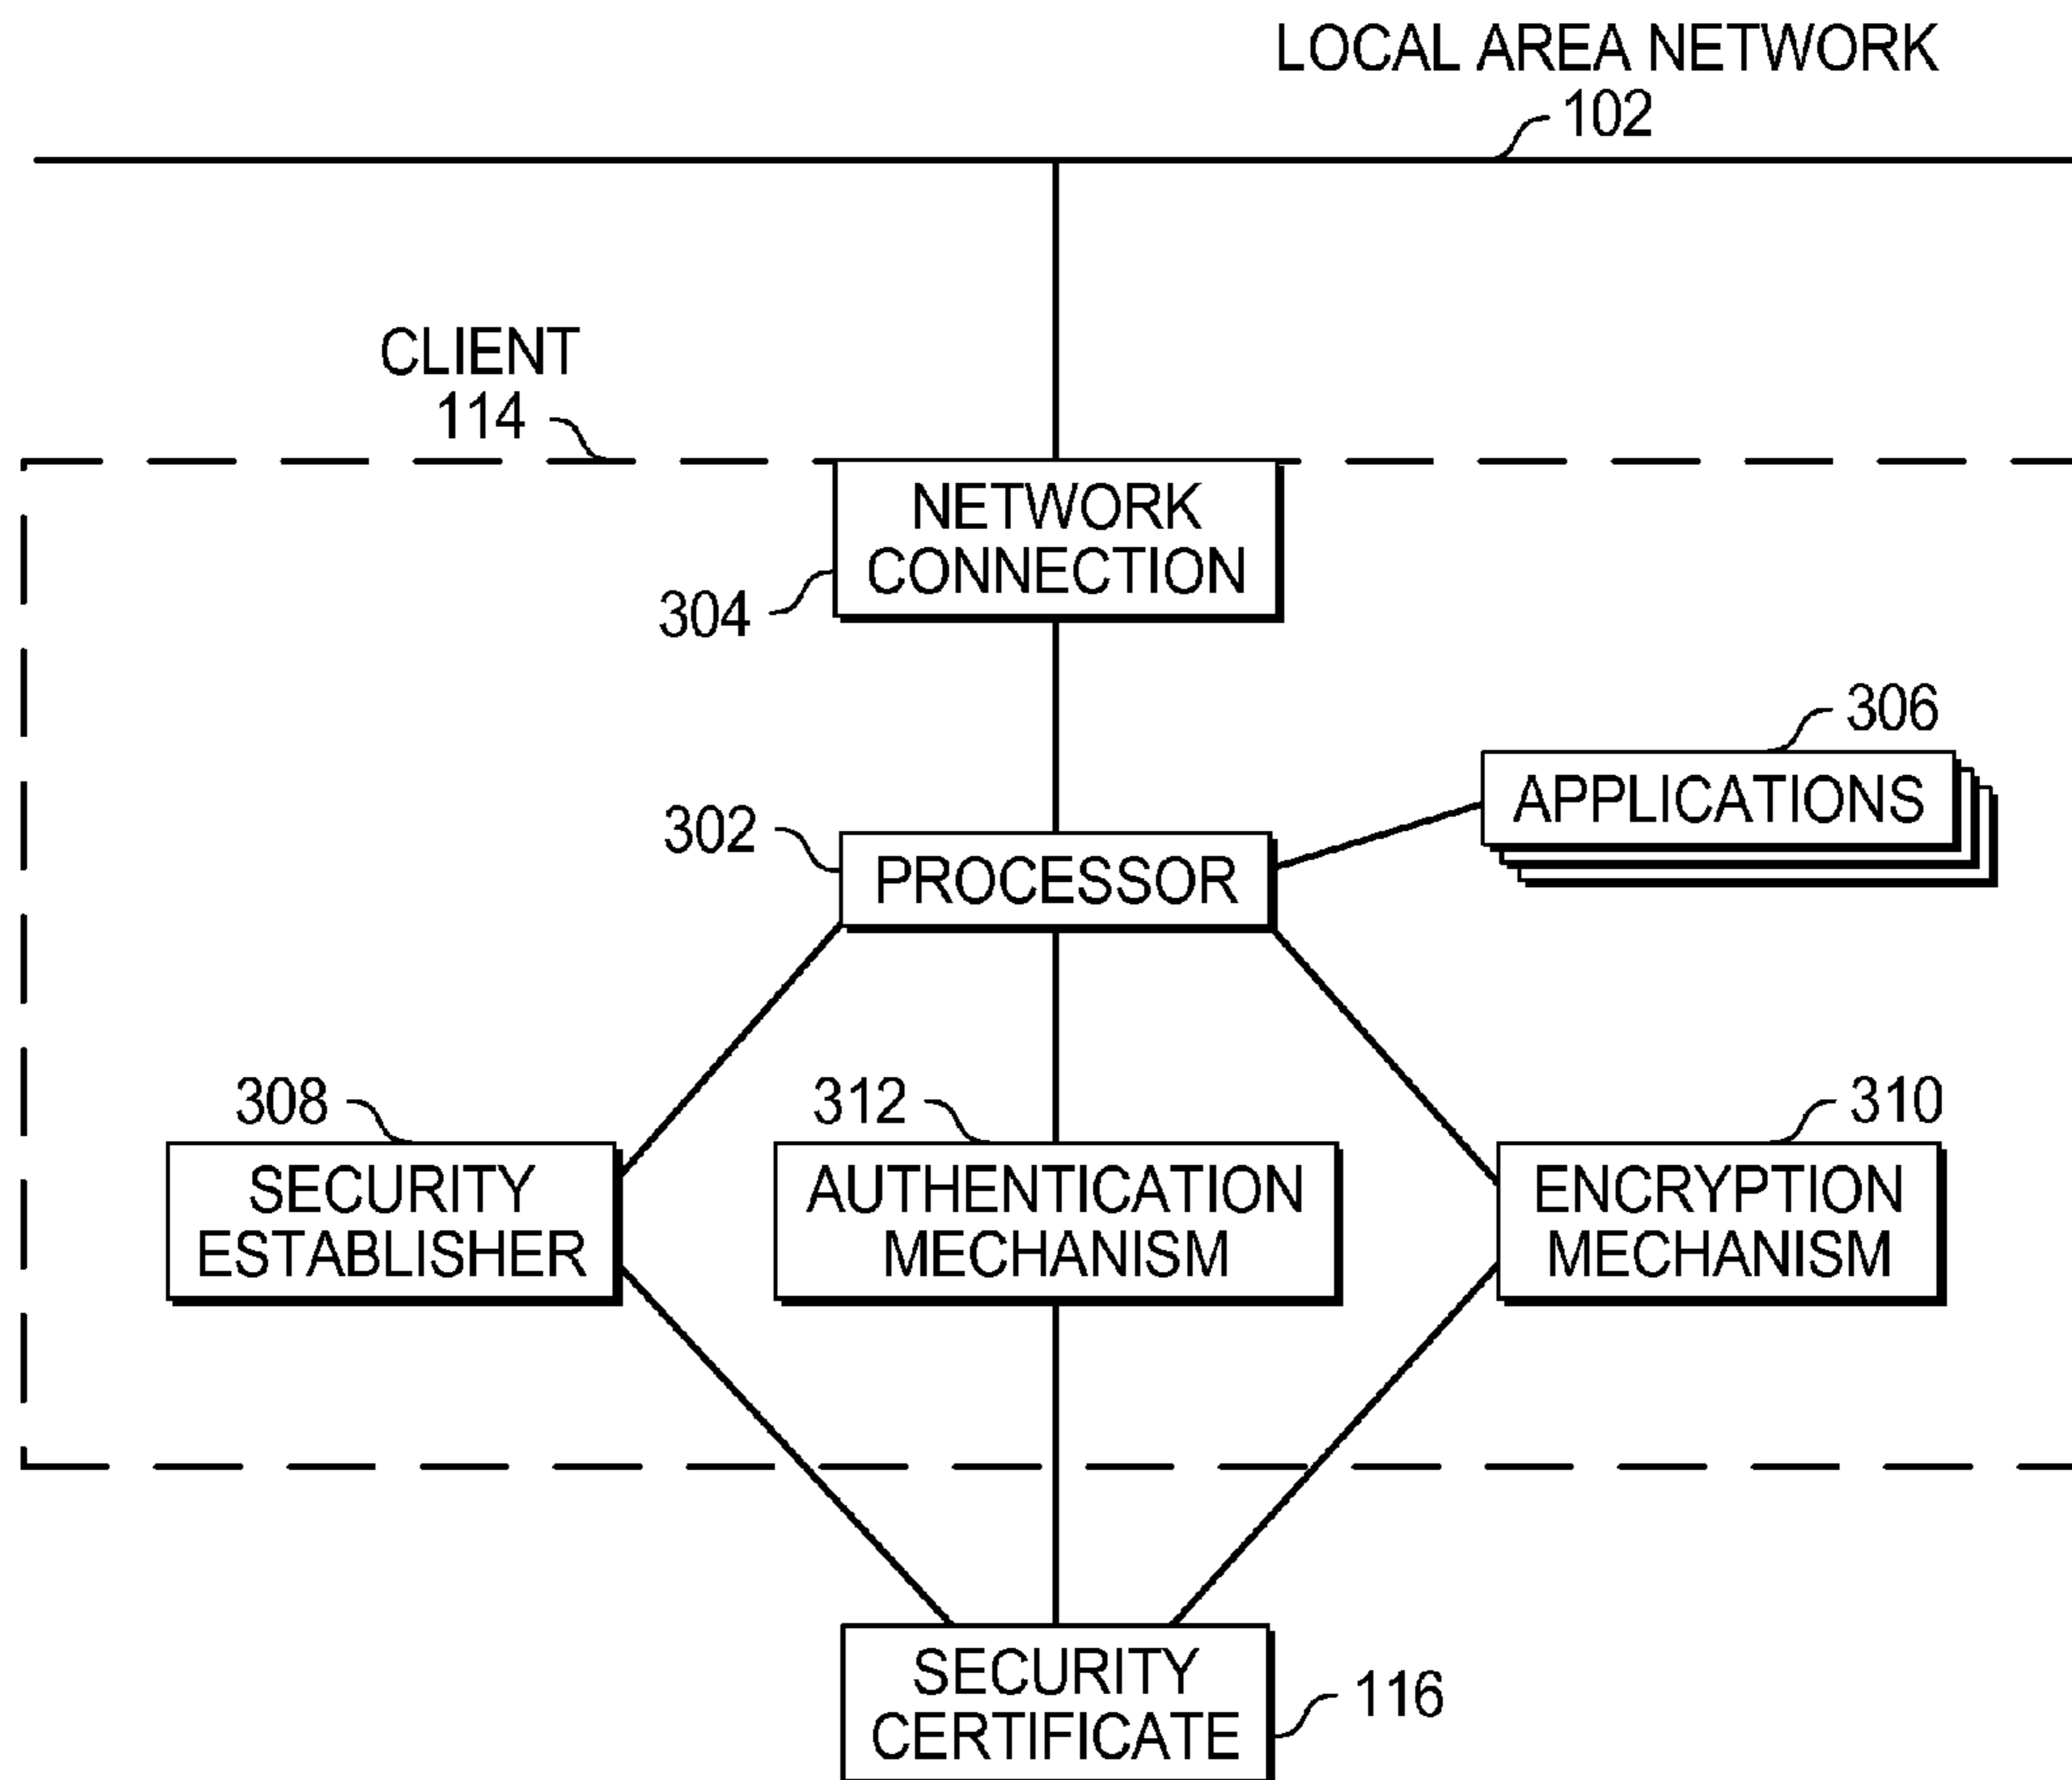 LOCAL AREA NETWORK
102
CLIENT
114
NETWORK
CONNECTION
304
306
APPLICATIONS
302
PROCESSOR
308
312
310
SECURITY
ESTABLISHER
AUTHENTICATION
MECHANISM
ENCRYPTION
MECHANISM
SECURITY
CERTIFICATE
116